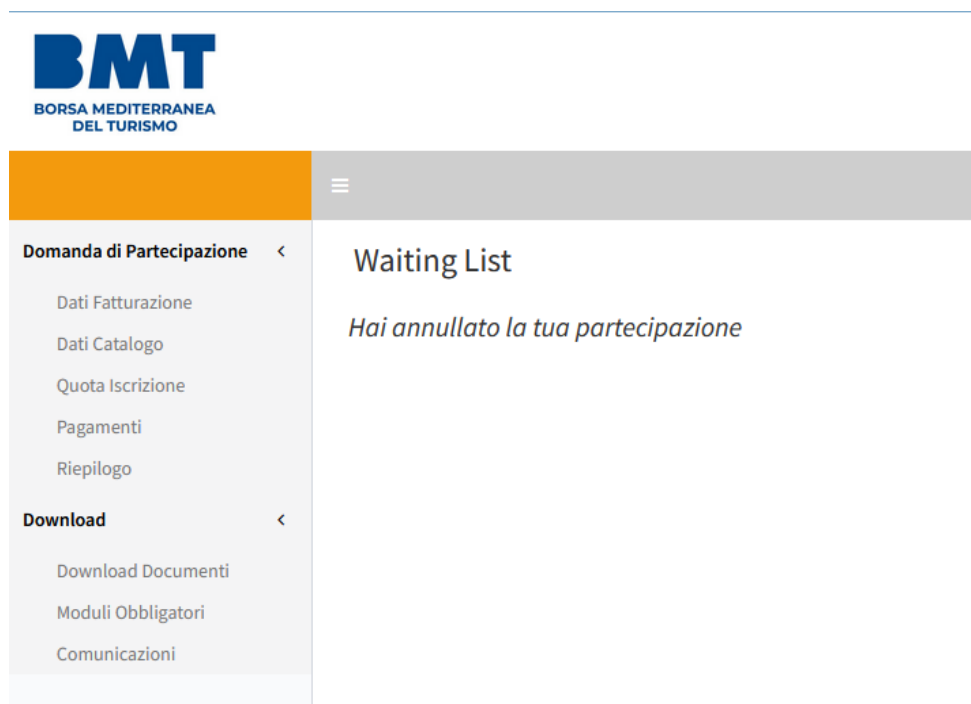 BMT
BORSA MEDITERRANEA
DEL TURISMO
Domanda di Partecipazione
Dati Fatturazione
Dati Catalogo
Quota Iscrizione
Pagamenti
Riepilogo
Download
Download Documenti
Moduli Obbligatori
Comunicazioni
Waiting List
Hai annullato la tua partecipazione